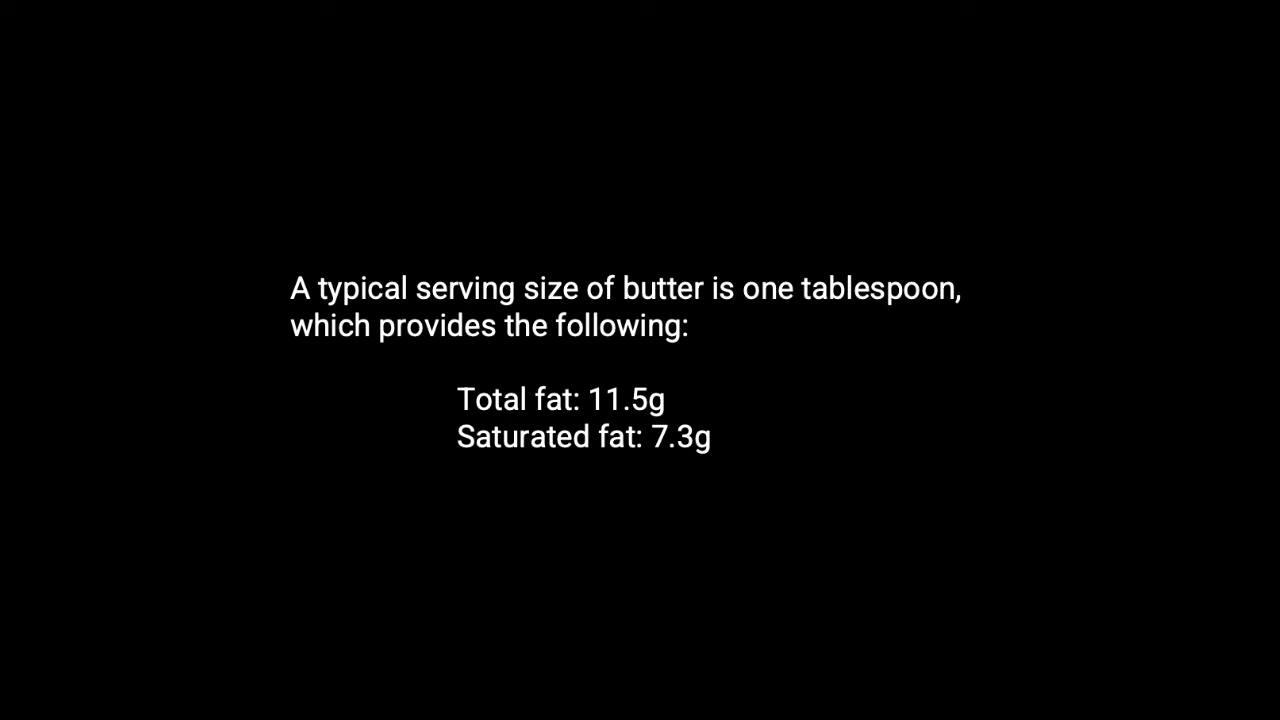 A typical serving size of butter is one tablespoon,
which provides the following:
Total fat: 11.5g
Saturated fat: 7.3g